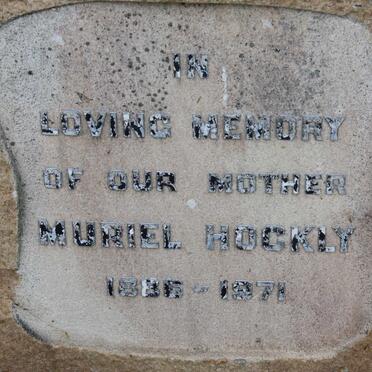 IN
LOVING MEMORY
OF OUR MOTHER
MURIEL HOCKLY
1886 - 1971